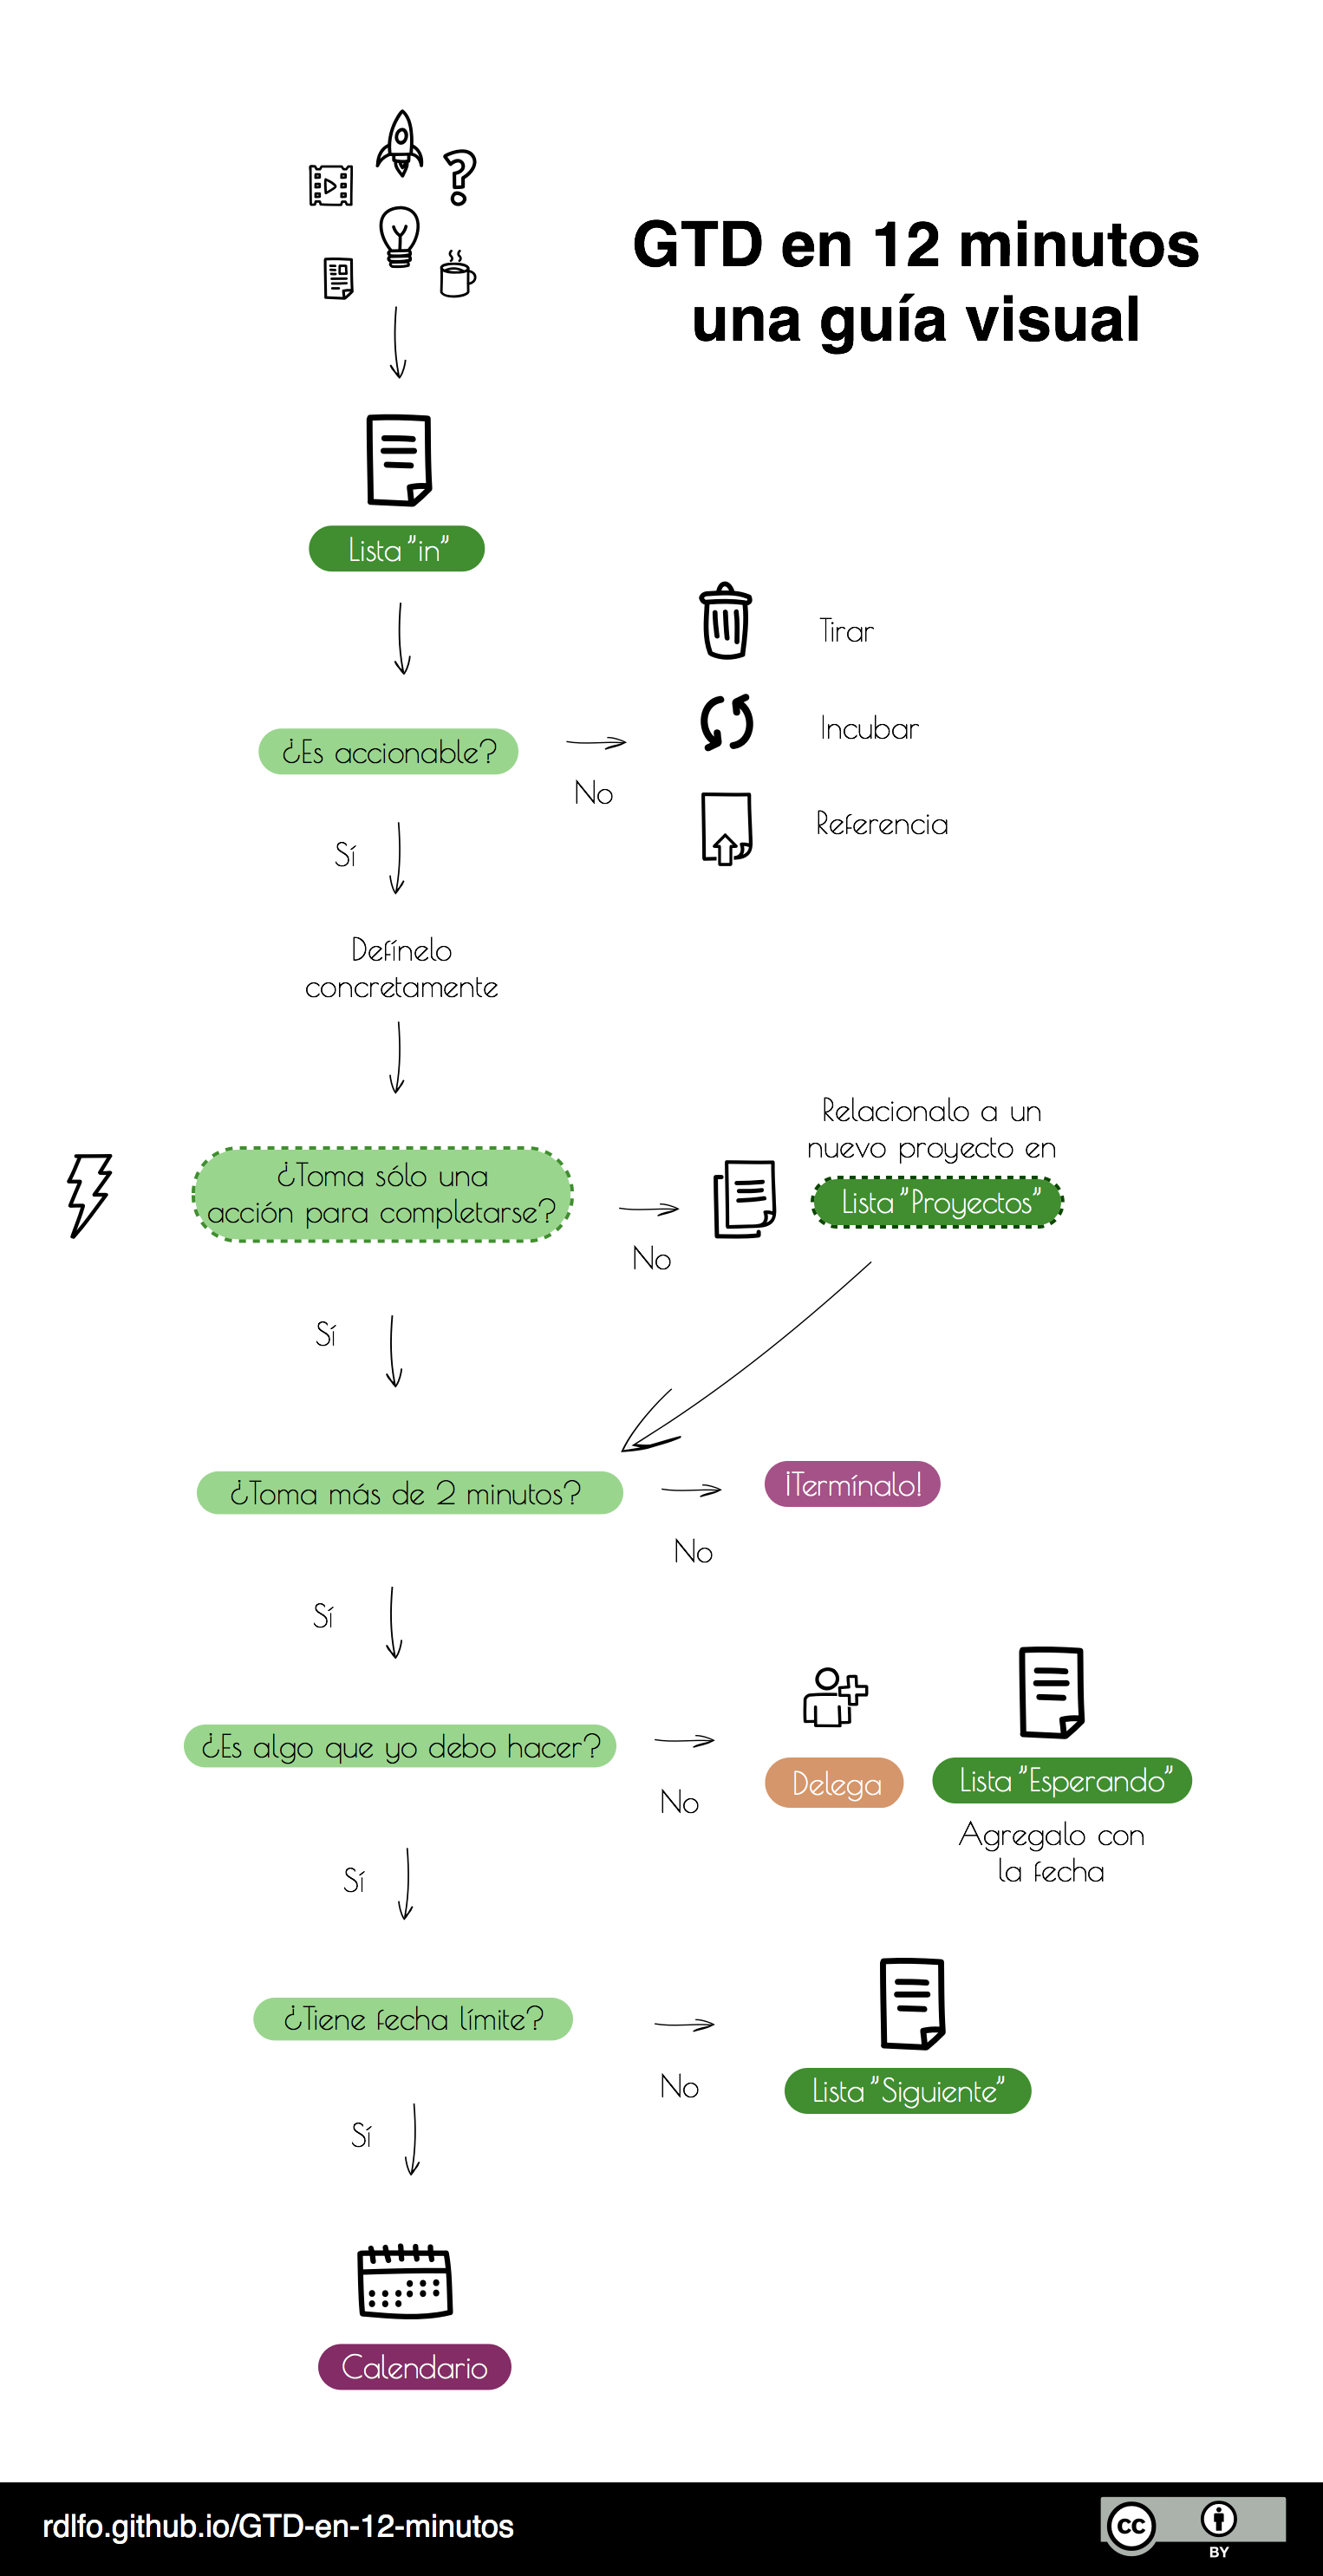 GTD en 12 minutos
una guía visual
Lista "in"
Tirar
¿Es accionable?
Incubar
No
Referencia
Sí
Defínelo
concretamente
Relacionalo a un
nuevo proyecto en
¿Toma sólo una
acción para completarse?
Lista "Proyectos"
No
Sí
¿Toma más de 2 minutos?
¡Termínalo!
No
Sí
¿Es algo que yo debo hacer?
Delega
Lista "Esperando"
No
Agregalo con
la fecha
Sí
¿Tiene fecha límite?
No
Lista "Siguiente"
Sí
Calendario
rdlfo.github.io/GTD-en-12-minutos
cc
BY